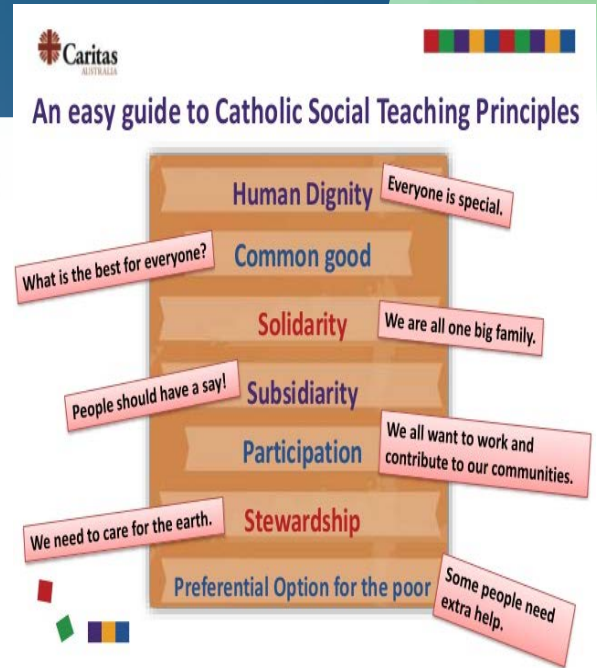 Caritas
AUSTRALIA
An easy guide to Catholic Social Teaching Principles
Human Dignity
Everyone is special.
What is the best for everyone?
Common good
Solidarity
We are all one big family.
People should have a say!
Subsidiarity
Participation
We all want to work and
contribute to our communities.
We need to care for the earth.
Stewardship
Preferential Option for the poor
Some people need
extra help.